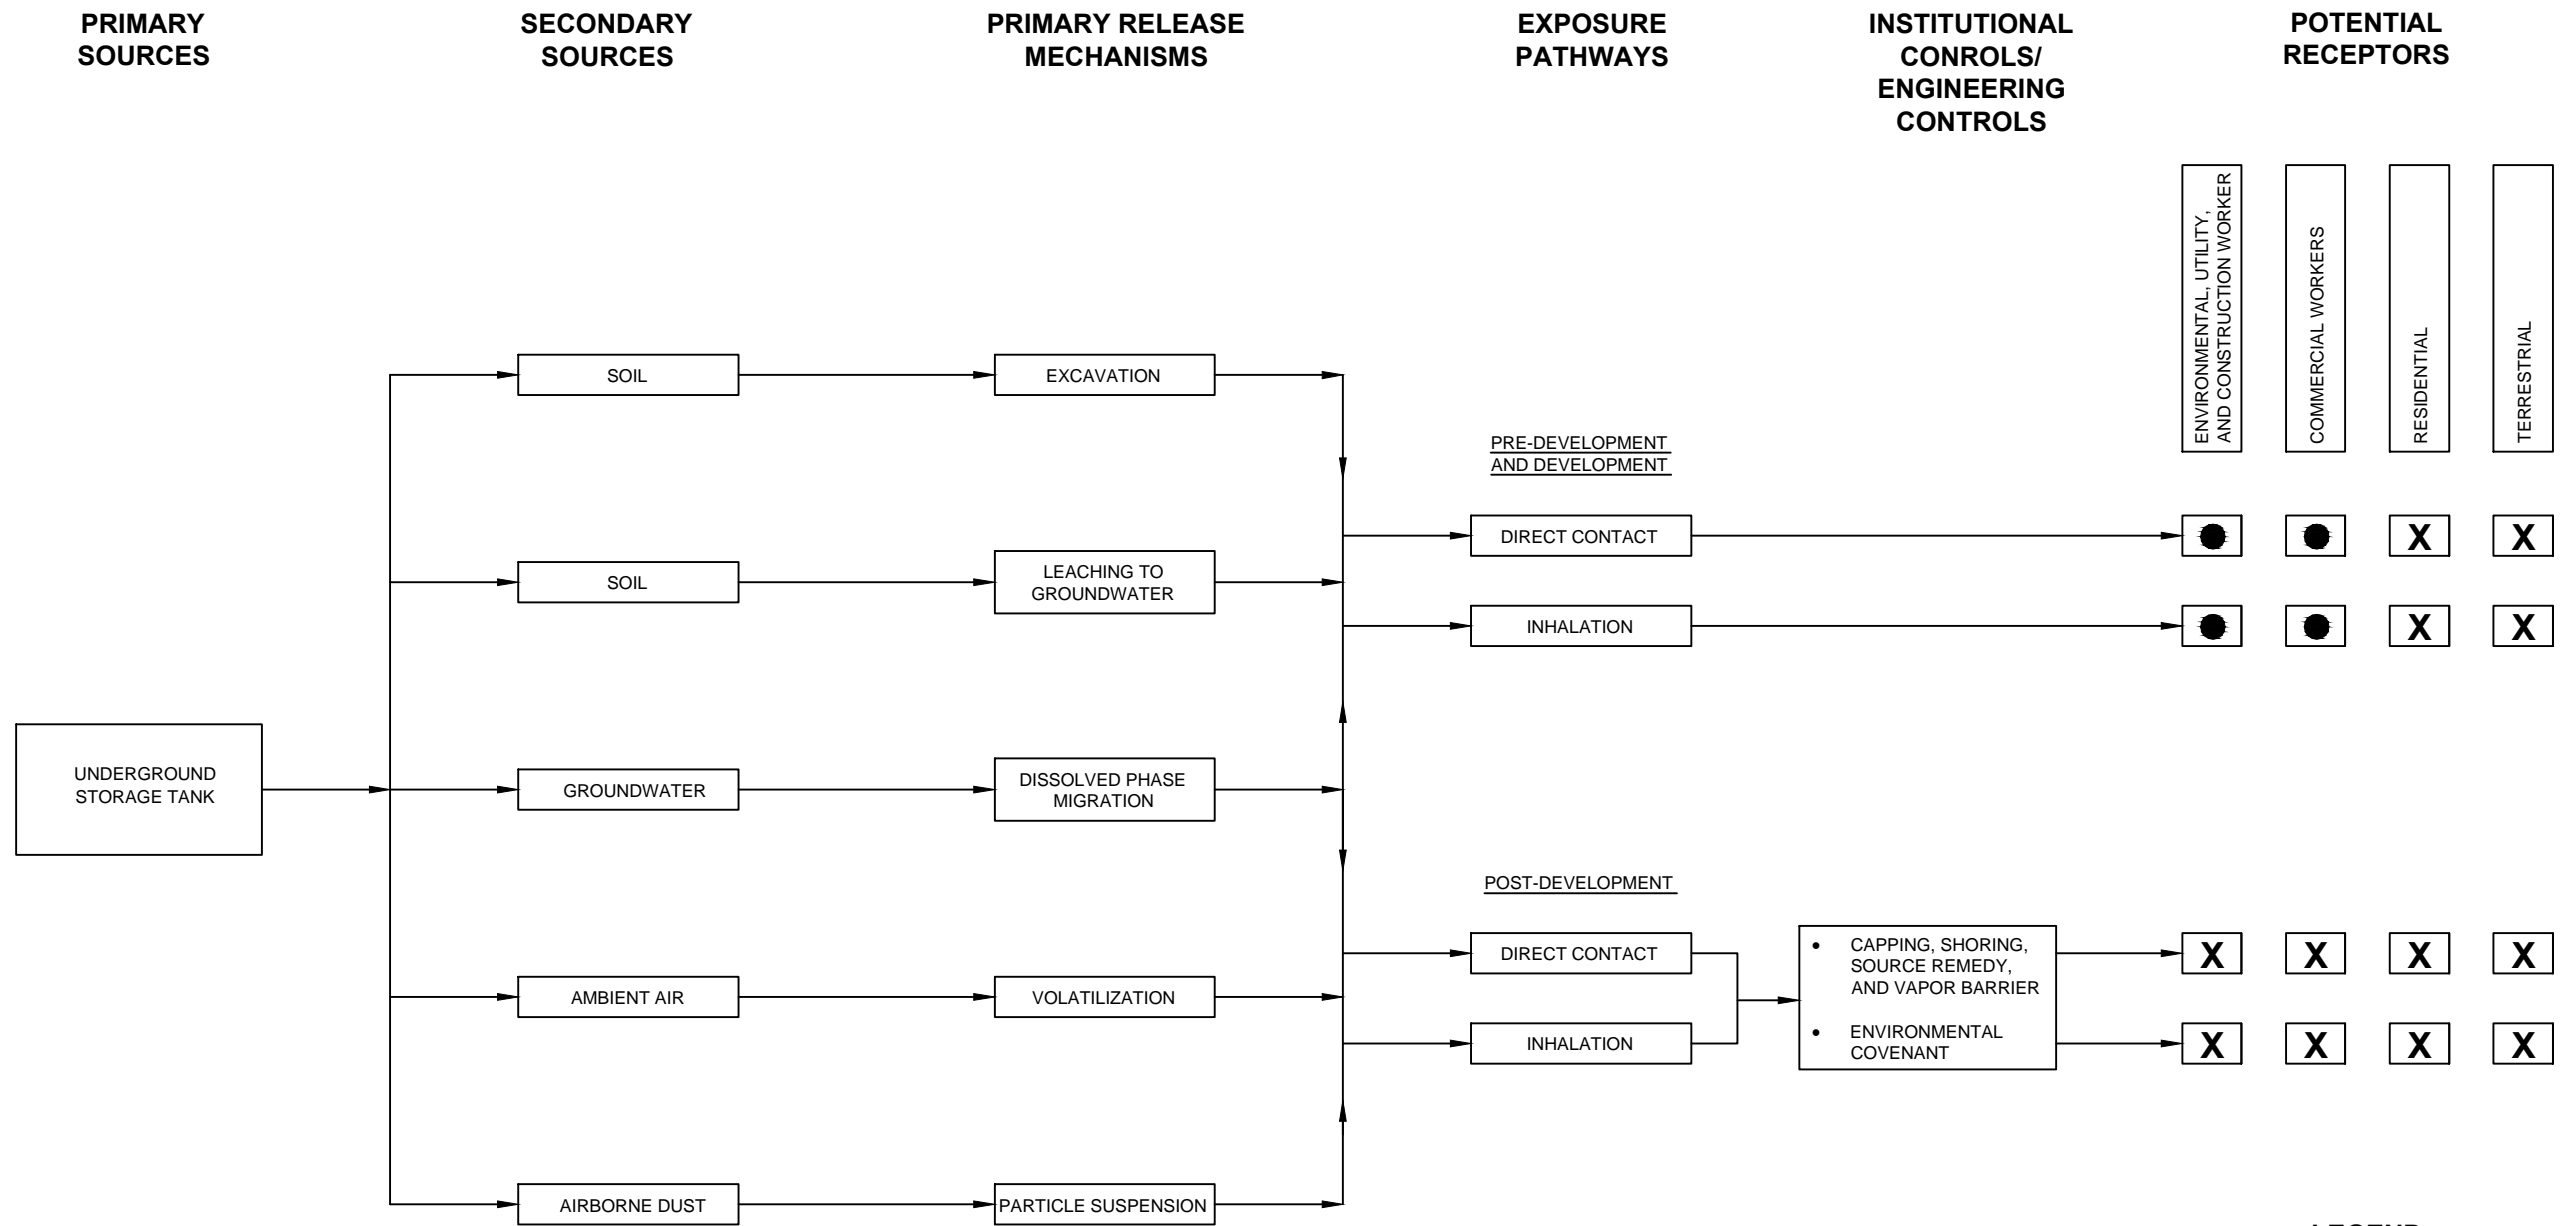 PRIMARY
SOURCES
SECONDARY
SOURCES
PRIMARY RELEASE
MECHANISMS
EXPOSURE
PATHWAYS
INSTITUTIONAL
CONROLS/
ENGINEERING
CONTROLS
POTENTIAL
RECEPTORS
ENVIRONMENTAL, UTILITY,
AND CONSTRUCTION WORKER
COMMERCIAL WORKERS
RESIDENTIAL
TERRESTRIAL
SOIL
EXCAVATION
PRE-DEVELOPMENT
AND DEVELOPMENT
DIRECT CONTACT
X X
SOIL
LEACHING TO
GROUNDWATER
INHALATION
X X
UNDERGROUND
STORAGE TANK
GROUNDWATER
DISSOLVED PHASE
MIGRATION
POST-DEVELOPMENT
DIRECT CONTACT
• CAPPING, SHORING,
SOURCE REMEDY,
AND VAPOR BARRIER
X X X X
AMBIENT AIR
VOLATILIZATION
INHALATION
• ENVIRONMENTAL
COVENANT
X X X X
AIRBORNE DUST
PARTICLE SUSPENSION